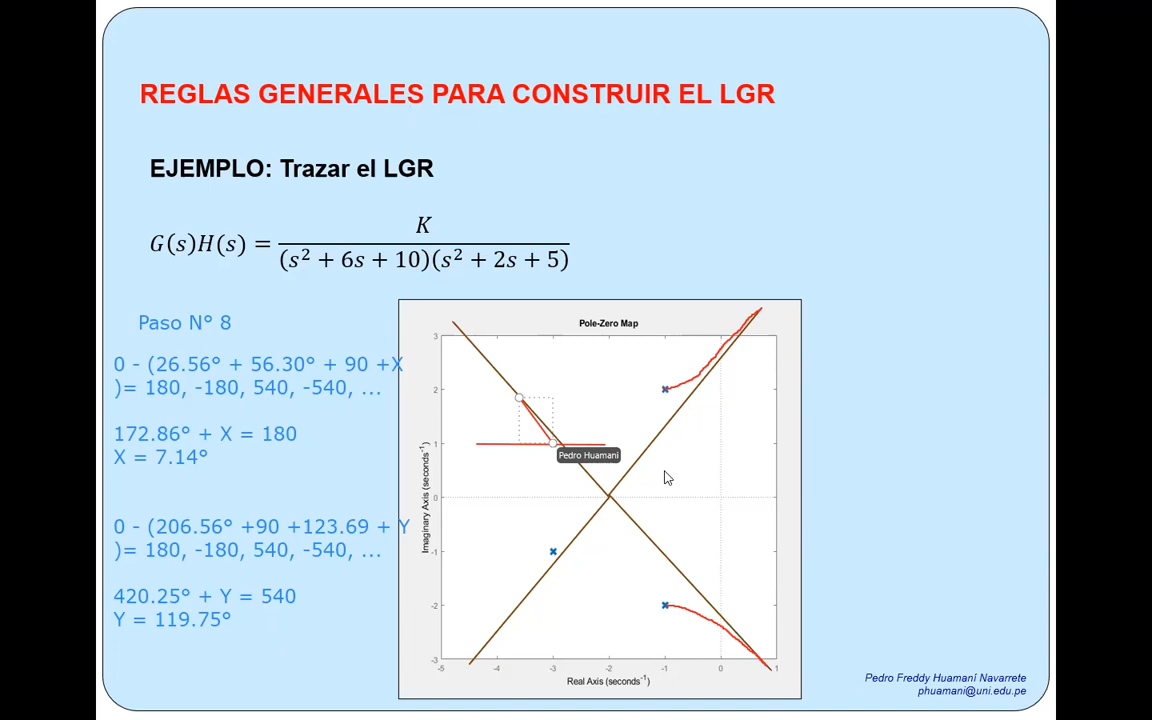 REGLAS GENERALES PARA CONSTRUIR EL LGR
EJEMPLO: Trazar el LGR
G(s)H(s) = K / (s² + 6s + 10)(s² + 2s + 5)
Paso N° 8
0 - (26.56° + 56.30° + 90 +X
)= 180, -180, 540, -540, ...
172.86° + X = 180
X = 7.14°
0 - (206.56° +90 +123.69 + Y
)= 180, -180, 540, -540, ...
420.25° + Y = 540
Y = 119.75°
Pole-Zero Map
3
2
1
0
-1
-2
-3
Imaginary Axis (seconds⁻¹)
Pedro Huamani
-5 -4 -3 -2 -1 0 1
Real Axis (seconds⁻¹)
Pedro Freddy Huamaní Navarrete
phuamani@uni.edu.pe